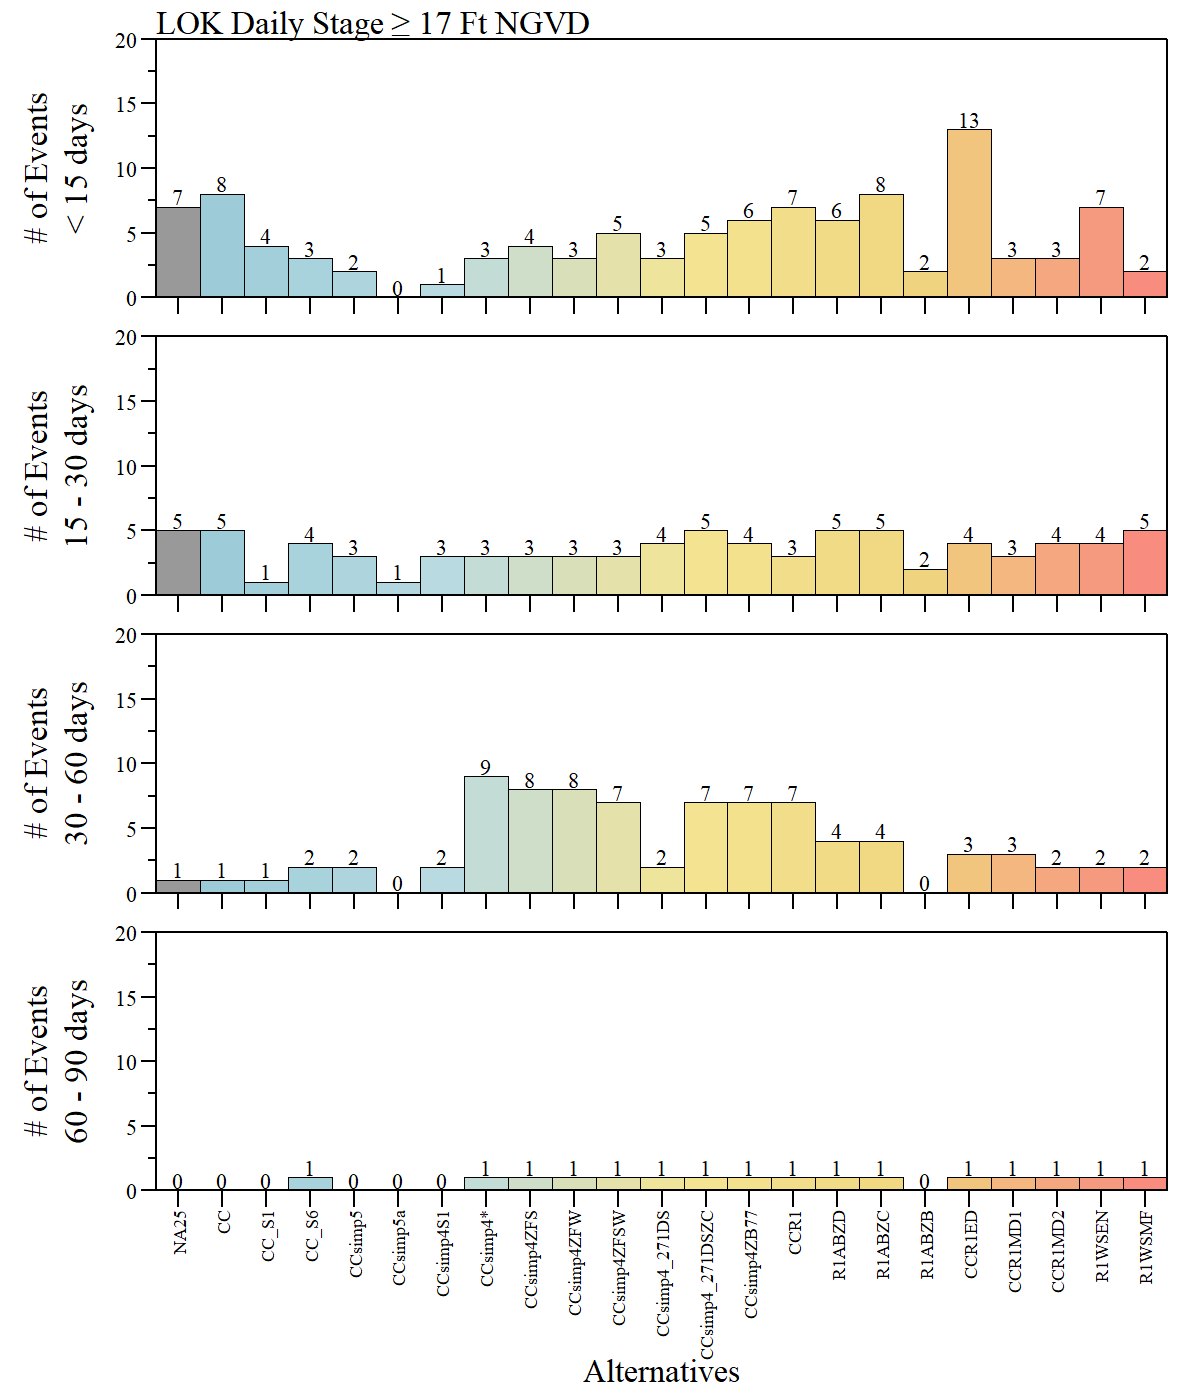 LOK Daily Stage ≥ 17 Ft NGVD
# of Events
< 15 days
20
15
10
5
0
7 8 4 3 2 0 1 3 4 3 5 3 5 6 7 6 8 2 13 3 3 7 2
# of Events
15 - 30 days
20
15
10
5
0
5 5 1 4 3 1 3 3 3 3 3 4 5 4 3 5 5 2 4 3 4 4 5
# of Events
30 - 60 days
20
15
10
5
0
1 1 1 2 2 0 2 9 8 8 7 2 7 7 7 4 4 0 3 3 2 2 2
# of Events
60 - 90 days
20
15
10
5
0
0 0 0 1 0 0 0 1 1 1 1 1 1 1 1 1 1 0 1 1 1 1 1
NA25
CC
CC_S1
CC_S6
CCsimp5
CCsimp5a
CCsimp4S1
CCsimp4*
CCsimp4ZFS
CCsimp4ZFW
CCsimp4ZFSW
CCsimp4_271DS
CCsimp4_271DSZC
CCsimp4ZB77
CCR1
R1ABZD
R1ABZC
R1ABZB
CCR1ED
CCR1MD1
CCR1MD2
R1WSEN
R1WSMF
Alternatives